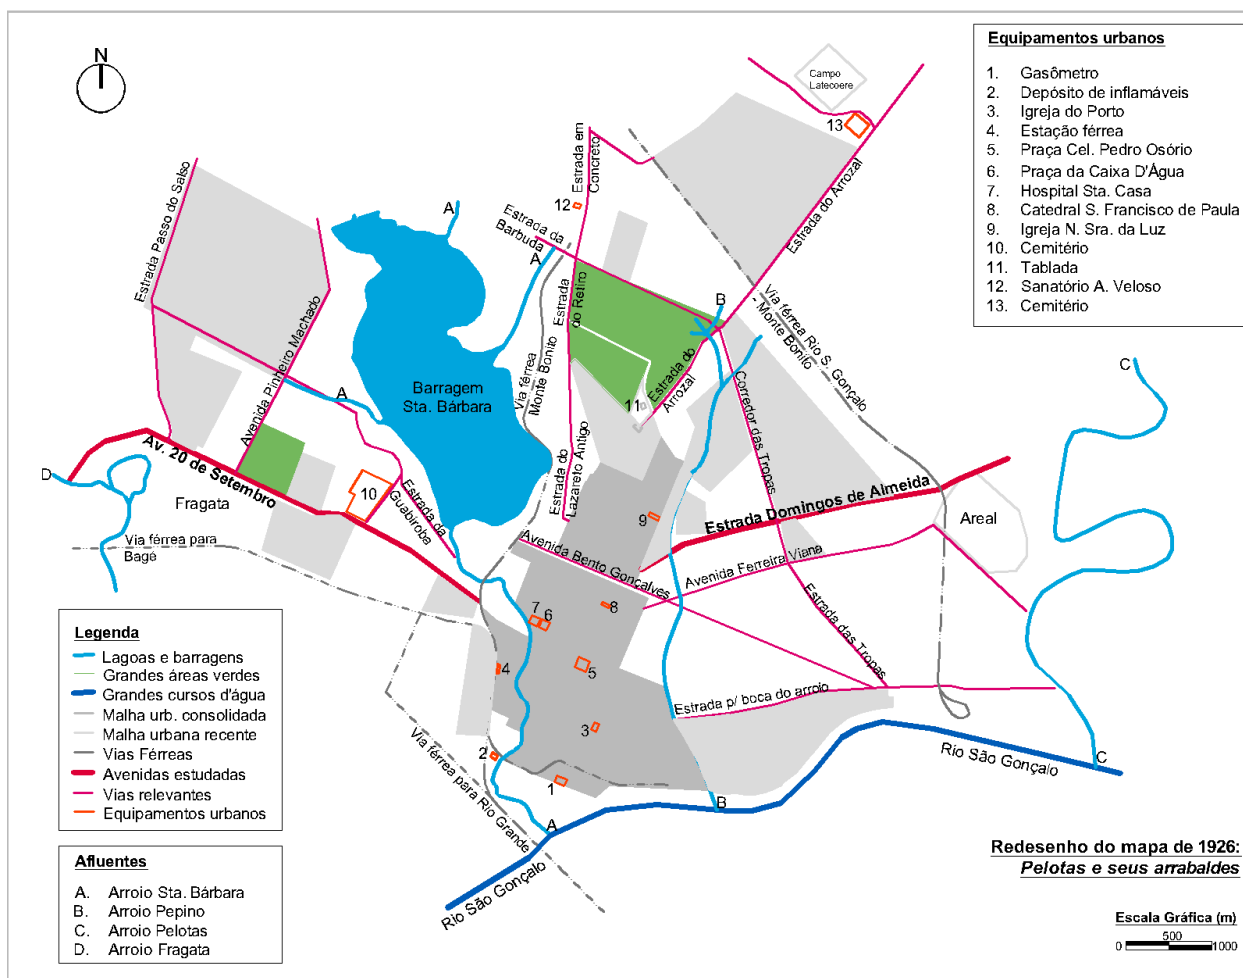 N
Equipamentos urbanos
1. Gasômetro
2. Depósito de inflamáveis
3. Igreja do Porto
4. Estação férrea
5. Praça Cel. Pedro Osório
6. Praça da Caixa D'Água
7. Hospital Sta. Casa
8. Catedral S. Francisco de Paula
9. Igreja N. Sra. da Luz
10. Cemitério
11. Tablada
12. Sanatório A. Veloso
13. Cemitério
Campo
Latecoere
13
Estrada em
Concreto
Estrada do Arrozal
Estrada Passo do Salso
12
A
Estrada da
Barbuda
A
Estrada
do Retiro
B
Via férrea Rio S. Gonçalo
- Monte Bonito
Avenida Pinheiro Machado
Via férrea
Monte Bonito
Estrada do
Arrozal
C
A
Barragem
Sta. Bárbara
11
Corredor das Tropas
Av. 20 de Setembro
Estrada do
Lazareto Antigo
D
Fragata
10
Estrada da
Guabiroba
9
Estrada Domingos de Almeida
Areal
Via férrea para
Bagé
Avenida Bento Gonçalves
Avenida Ferreira Viana
7
6
8
Estrada das
Tropas
4
5
Estrada p/ boca do arroio
3
2
1
Rio São Gonçalo
C
B
A
Via férrea para Rio Grande
Rio São Gonçalo
Legenda
Lagoas e barragens
Grandes áreas verdes
Grandes cursos d'água
Malha urb. consolidada
Malha urbana recente
Vias Férreas
Avenidas estudadas
Vias relevantes
Equipamentos urbanos
Afluentes
A. Arroio Sta. Bárbara
B. Arroio Pepino
C. Arroio Pelotas
D. Arroio Fragata
Redesenho do mapa de 1926:
Pelotas e seus arrabaldes
Escala Gráfica (m)
500
0 1000